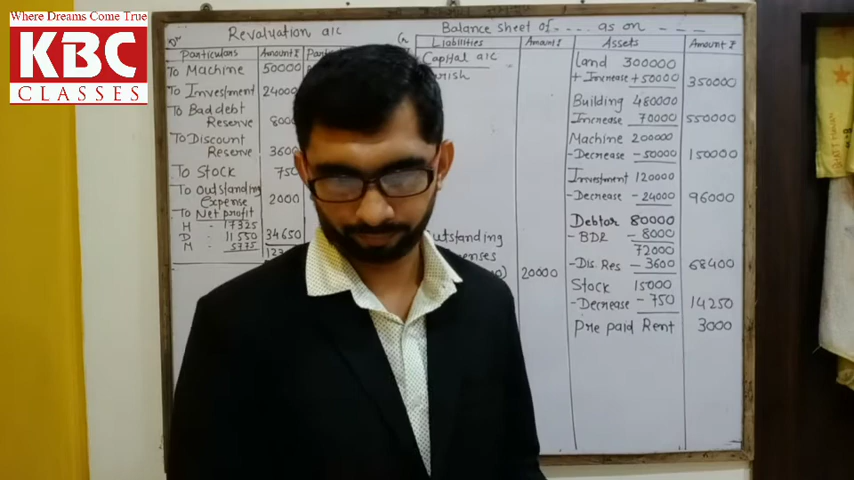 Where Dreams Come True
KBC
CLASSES
Revaluation a/c
Particulars Amount ₹
To Machine 50000
To Investment 24000
To Bad debt
Reserve 8000
To Discount
Reserve 3600
To Stock 750
To Outstanding
Expense 2000
To Net profit
H - 17325
D - 11550
M - 5775 34650
Balance sheet of .... as on ----
Liabilities Amount ₹ Assets Amount ₹
Capital a/c
20000
Land 300000
+ Increase +50000 350000
Building 480000
Increase 70000 550000
Machine 200000
-Decrease -50000 150000
Investment 120000
-Decrease -24000 96000
Debtor 80000
- BDR -8000
72000
-Dis. Res -3600 68400
Stock 15000
-Decrease -750 14250
Pre paid Rent 3000